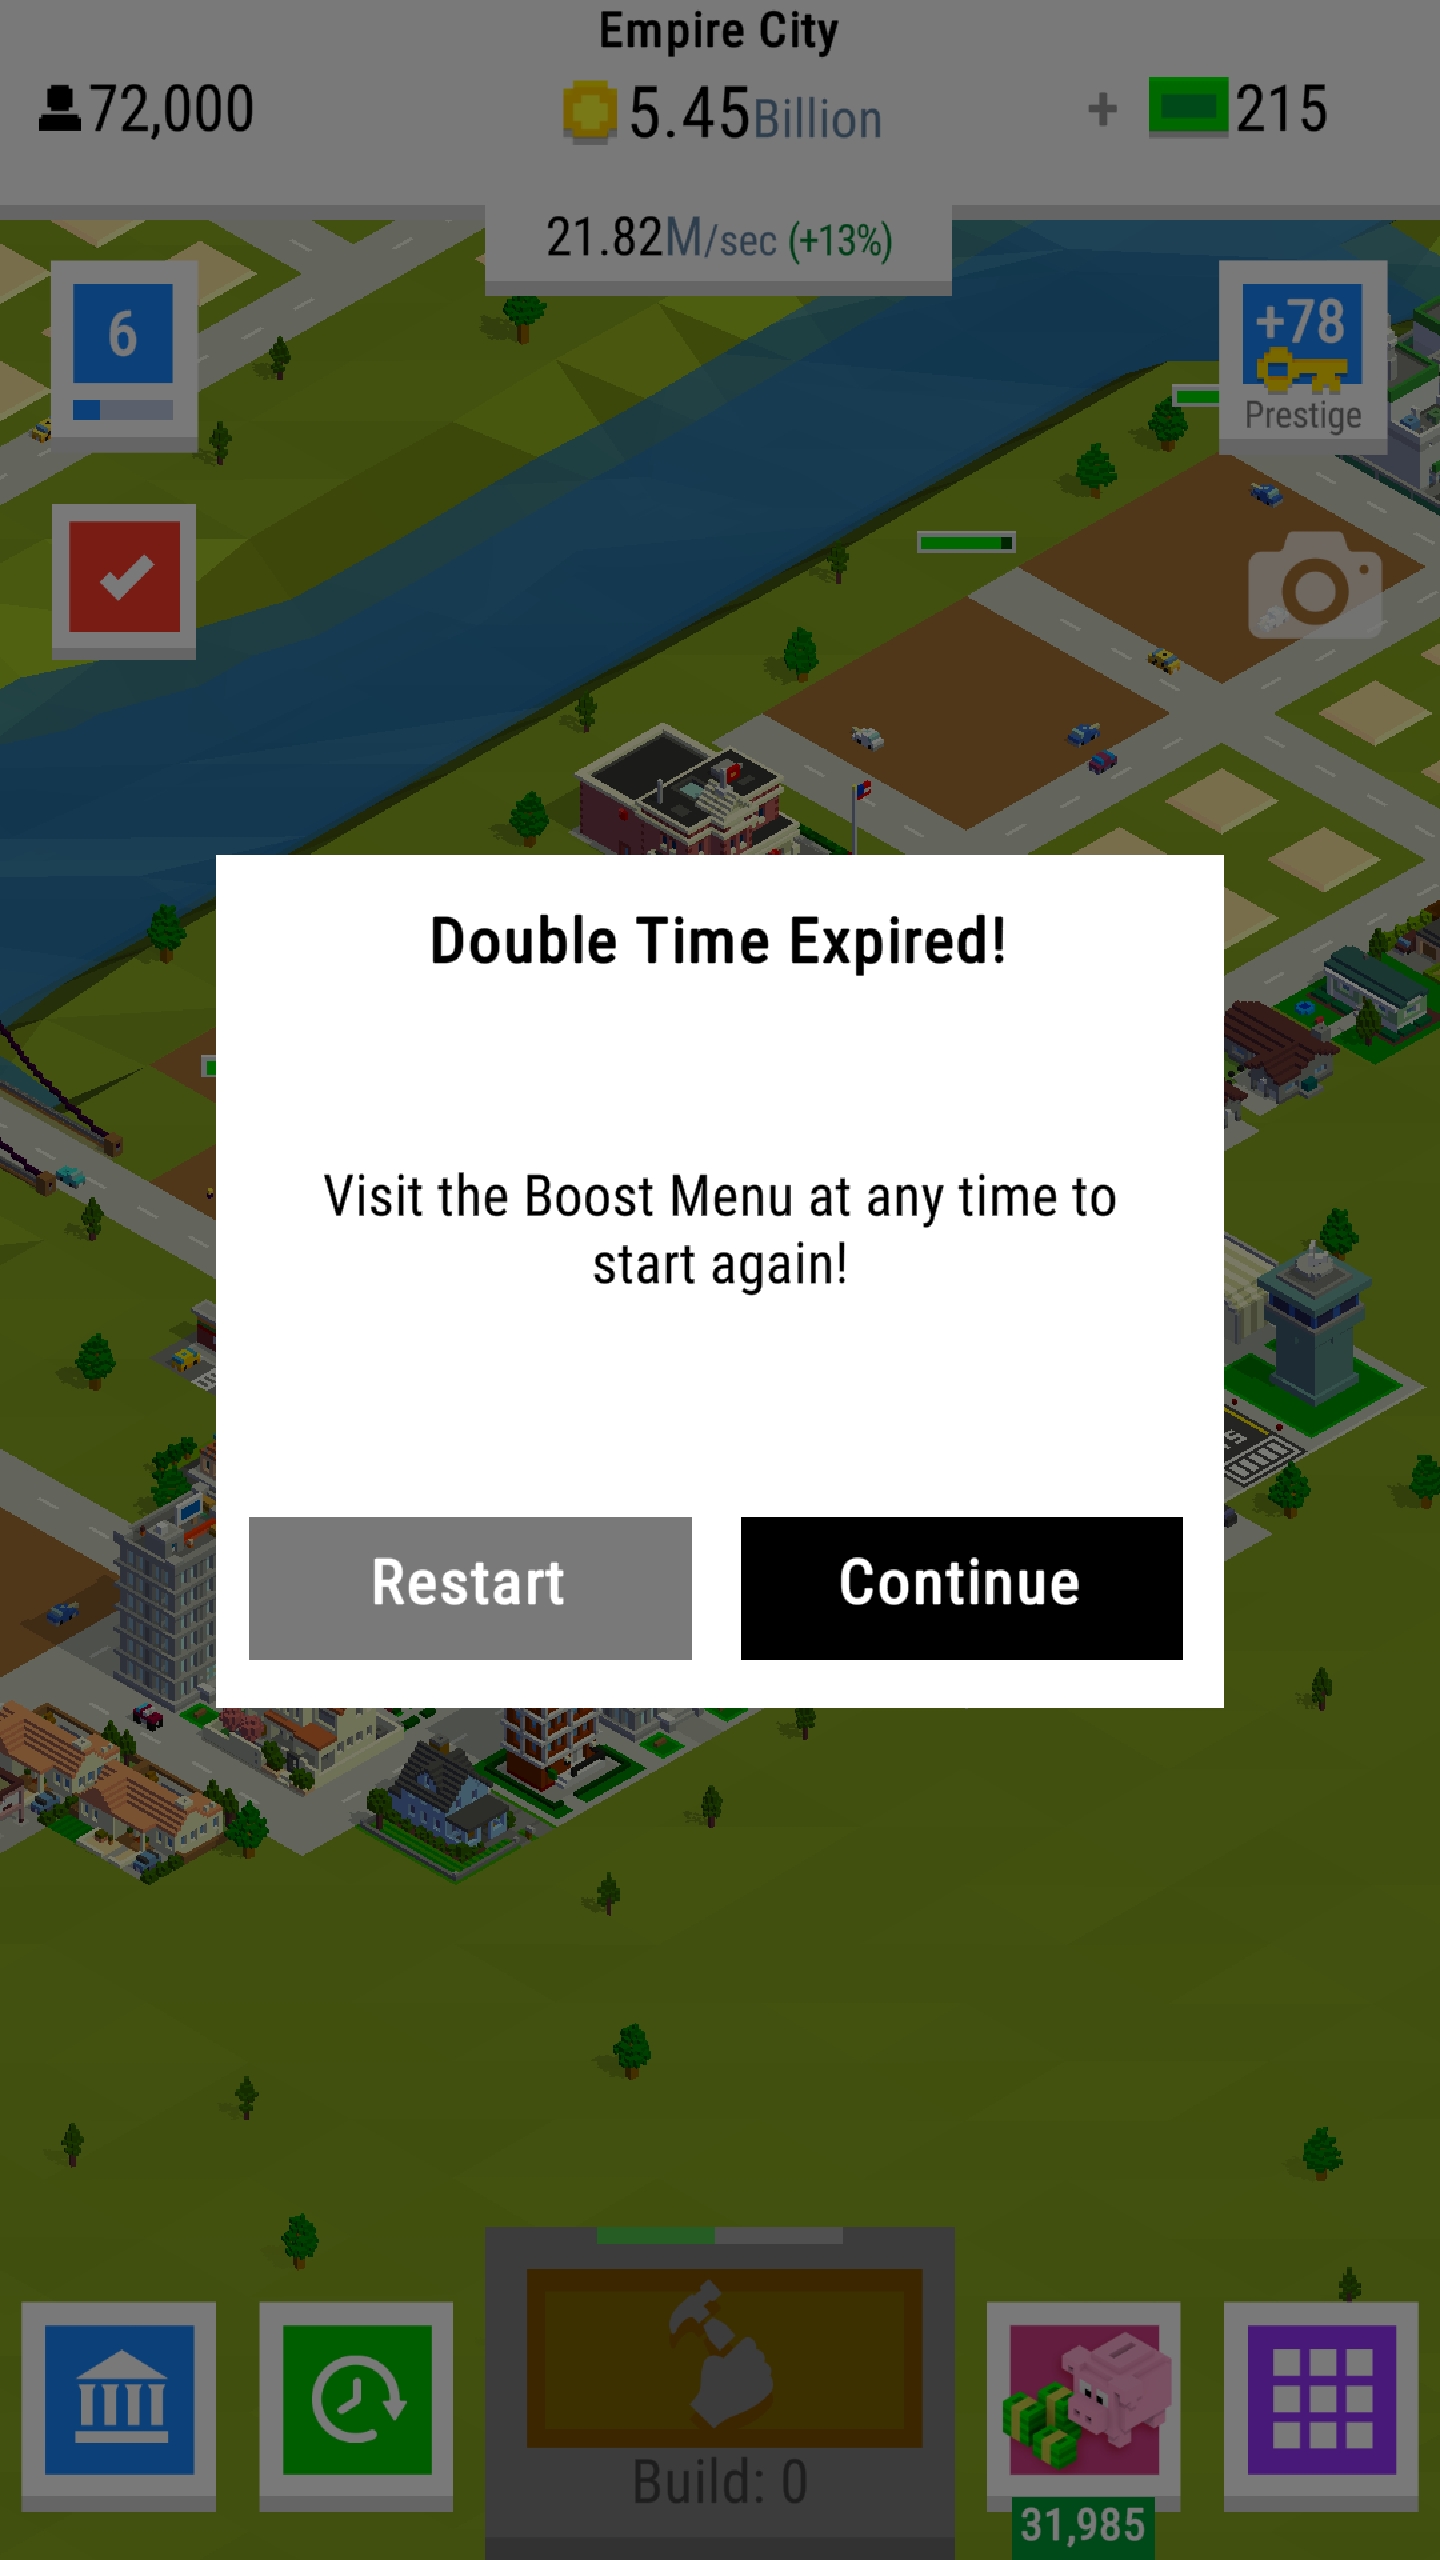 Empire City
72,000
5.45Billion
+ 215
21.82M/sec (+13%)
6
+78
Prestige
Double Time Expired!
Visit the Boost Menu at any time to
start again!
Restart
Continue
Build: 0
31,985